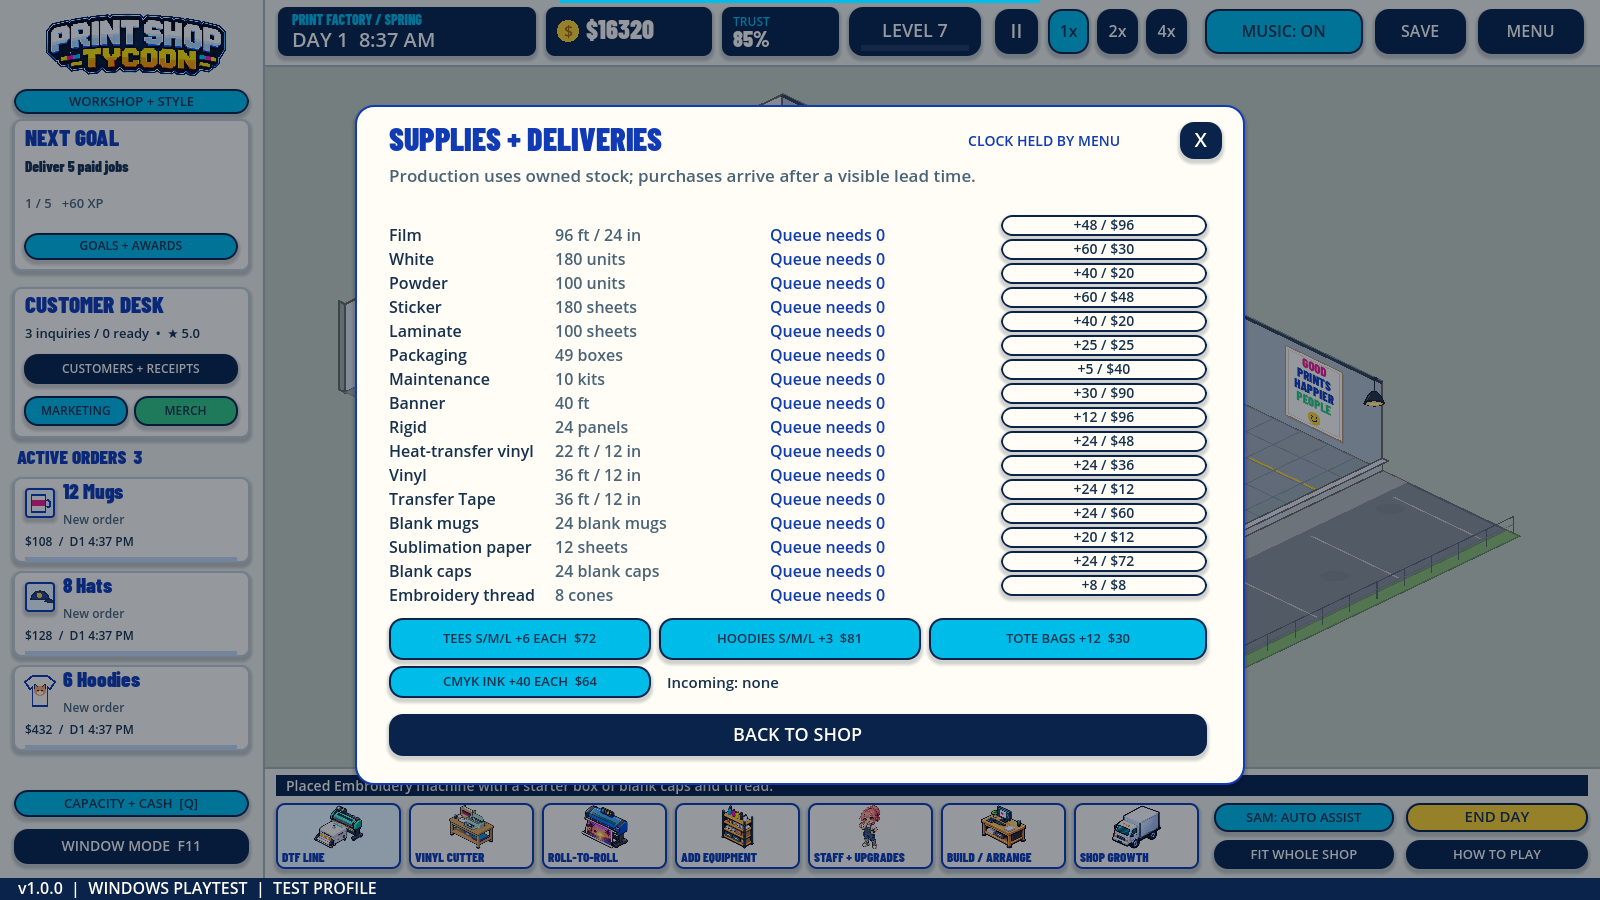 PRINT SHOP
TYCOON
WORKSHOP + STYLE
NEXT GOAL
Deliver 5 paid jobs
1 / 5 +60 XP
GOALS + AWARDS
CUSTOMER DESK
3 inquiries / 0 ready • ★ 5.0
CUSTOMERS + RECEIPTS
MARKETING
MERCH
ACTIVE ORDERS 3
12 Mugs
New order
$108 / D1 4:37 PM
8 Hats
New order
$128 / D1 4:37 PM
6 Hoodies
New order
$432 / D1 4:37 PM
CAPACITY + CASH [Q]
WINDOW MODE F11
PRINT FACTORY / SPRING
DAY 1 8:37 AM
$ $16320
TRUST
85%
LEVEL 7
1x
2x
4x
MUSIC: ON
SAVE
MENU
SUPPLIES + DELIVERIES
CLOCK HELD BY MENU
X
Production uses owned stock; purchases arrive after a visible lead time.
Film 96 ft / 24 in Queue needs 0 +48 / $96
White 180 units Queue needs 0 +60 / $30
Powder 100 units Queue needs 0 +40 / $20
Sticker 180 sheets Queue needs 0 +60 / $48
Laminate 100 sheets Queue needs 0 +40 / $20
Packaging 49 boxes Queue needs 0 +25 / $25
Maintenance 10 kits Queue needs 0 +5 / $40
Banner 40 ft Queue needs 0 +30 / $90
Rigid 24 panels Queue needs 0 +12 / $96
Heat-transfer vinyl 22 ft / 12 in Queue needs 0 +24 / $48
Vinyl 36 ft / 12 in Queue needs 0 +24 / $36
Transfer Tape 36 ft / 12 in Queue needs 0 +24 / $12
Blank mugs 24 blank mugs Queue needs 0 +24 / $60
Sublimation paper 12 sheets Queue needs 0 +20 / $12
Blank caps 24 blank caps Queue needs 0 +24 / $72
Embroidery thread 8 cones Queue needs 0 +8 / $8
TEES S/M/L +6 EACH $72
HOODIES S/M/L +3 $81
TOTE BAGS +12 $30
CMYK INK +40 EACH $64
Incoming: none
BACK TO SHOP
GOOD
PRINTS
HAPPIER
PEOPLE
Placed Embroidery machine with a starter box of blank caps and thread.
DTF LINE
VINYL CUTTER
ROLL-TO-ROLL
ADD EQUIPMENT
STAFF + UPGRADES
BUILD / ARRANGE
SHOP GROWTH
SAM: AUTO ASSIST
END DAY
FIT WHOLE SHOP
HOW TO PLAY
v1.0.0 | WINDOWS PLAYTEST | TEST PROFILE